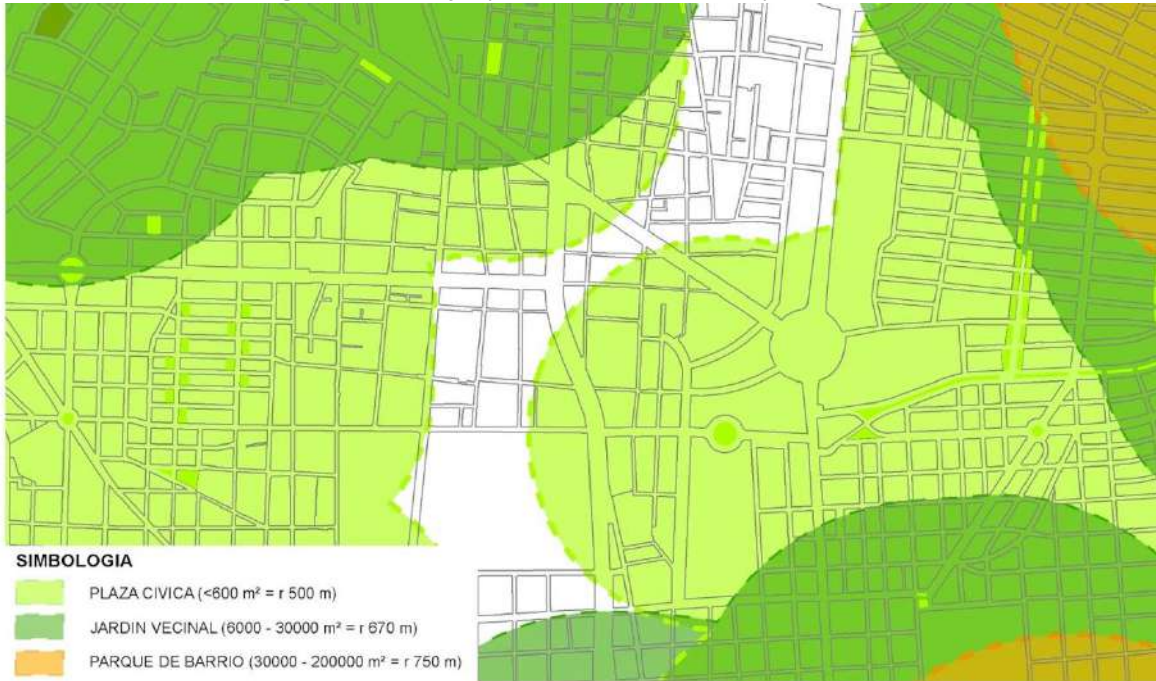 SIMBOLOGIA
PLAZA CIVICA (<600 m² = r 500 m)
JARDIN VECINAL (6000 - 30000 m² = r 670 m)
PARQUE DE BARRIO (30000 - 200000 m² = r 750 m)